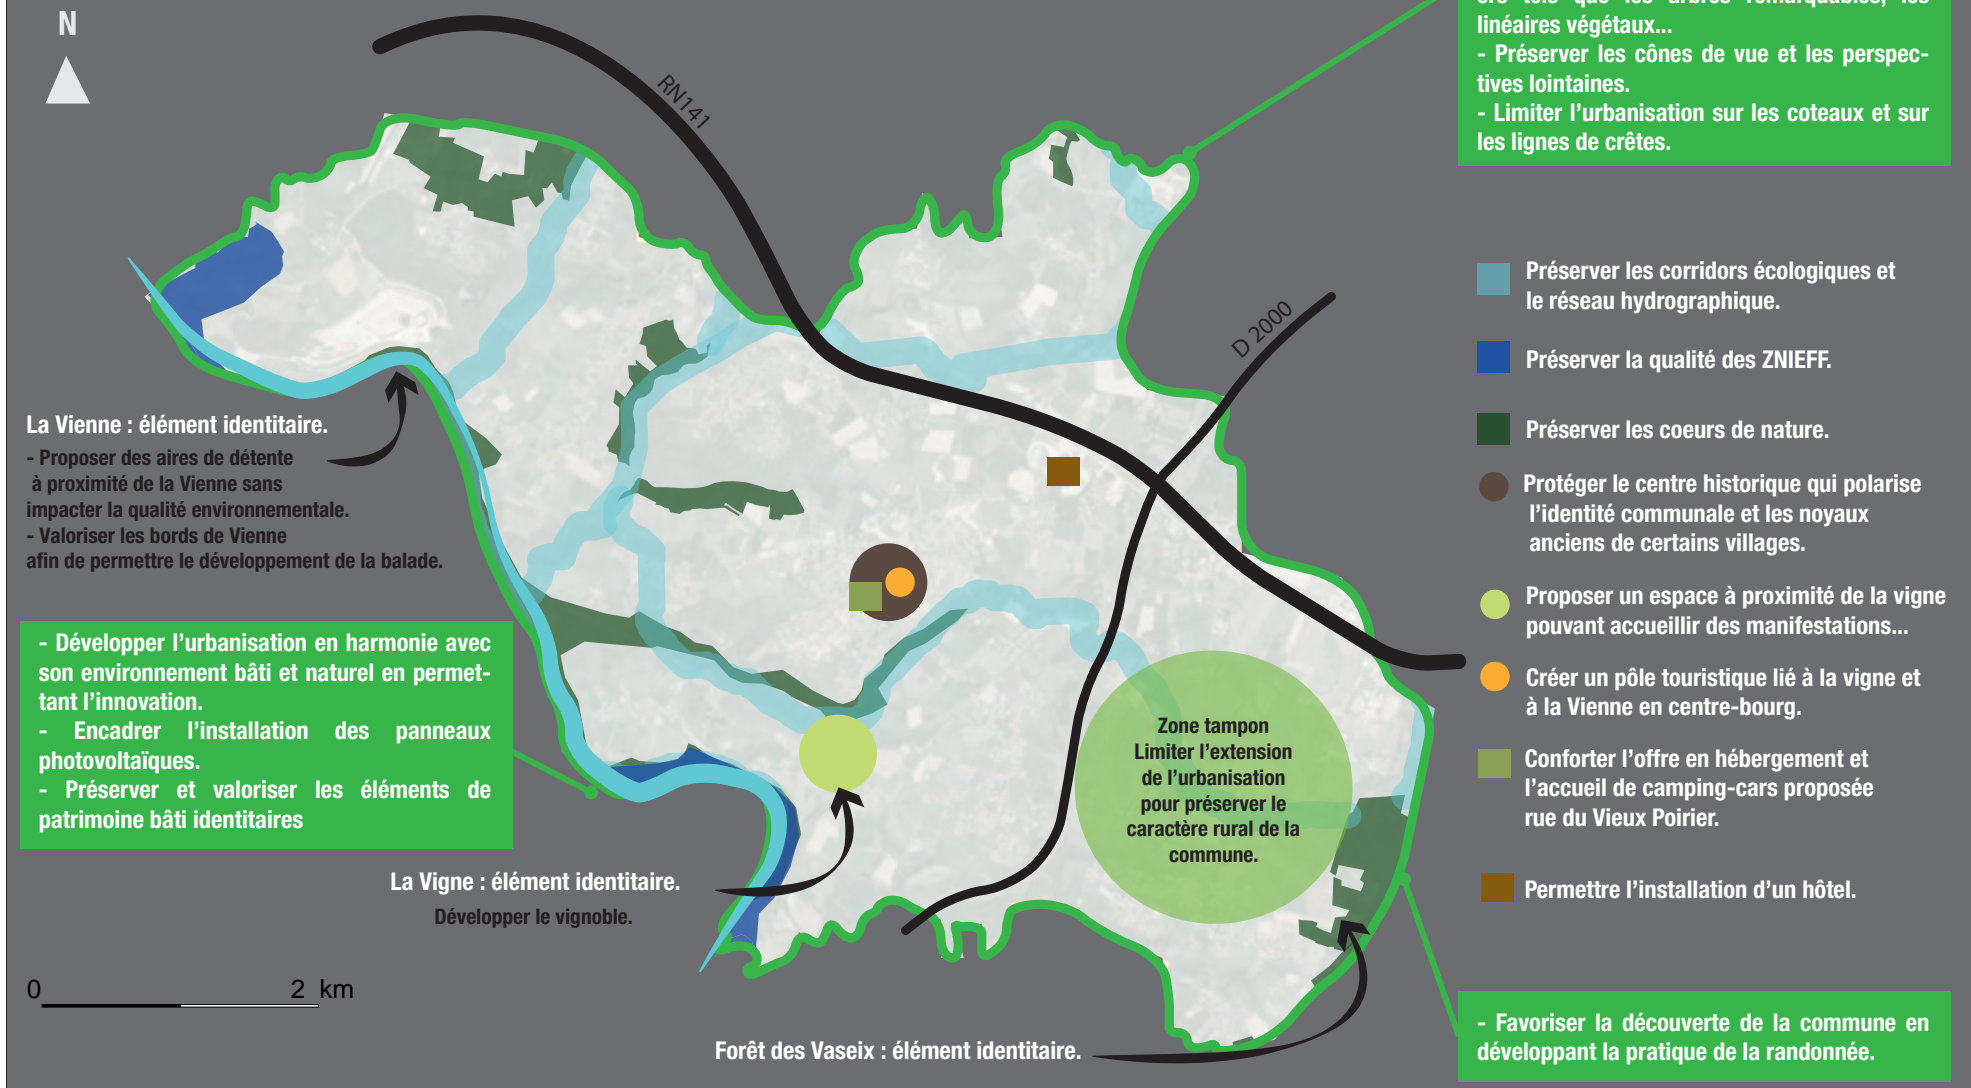 N
linéaires végétaux...
- Préserver les cônes de vue et les perspec-
tives lointaines.
- Limiter l'urbanisation sur les coteaux et sur
les lignes de crêtes.
RN141
D 2000
Préserver les corridors écologiques et
le réseau hydrographique.
Préserver la qualité des ZNIEFF.
Préserver les coeurs de nature.
Protéger le centre historique qui polarise
l'identité communale et les noyaux
anciens de certains villages.
Proposer un espace à proximité de la vigne
pouvant accueillir des manifestations...
Créer un pôle touristique lié à la vigne et
à la Vienne en centre-bourg.
Conforter l'offre en hébergement et
l'accueil de camping-cars proposée
rue du Vieux Poirier.
Permettre l'installation d'un hôtel.
La Vienne : élément identitaire.
- Proposer des aires de détente
à proximité de la Vienne sans
impacter la qualité environnementale.
- Valoriser les bords de Vienne
afin de permettre le développement de la balade.
- Développer l'urbanisation en harmonie avec
son environnement bâti et naturel en permet-
tant l'innovation.
- Encadrer l'installation des panneaux
photovoltaïques.
- Préserver et valoriser les éléments de
patrimoine bâti identitaires
Zone tampon
Limiter l'extension
de l'urbanisation
pour préserver le
caractère rural de la
commune.
La Vigne : élément identitaire.
Développer le vignoble.
0 2 km
Forêt des Vaseix : élément identitaire.
- Favoriser la découverte de la commune en
développant la pratique de la randonnée.